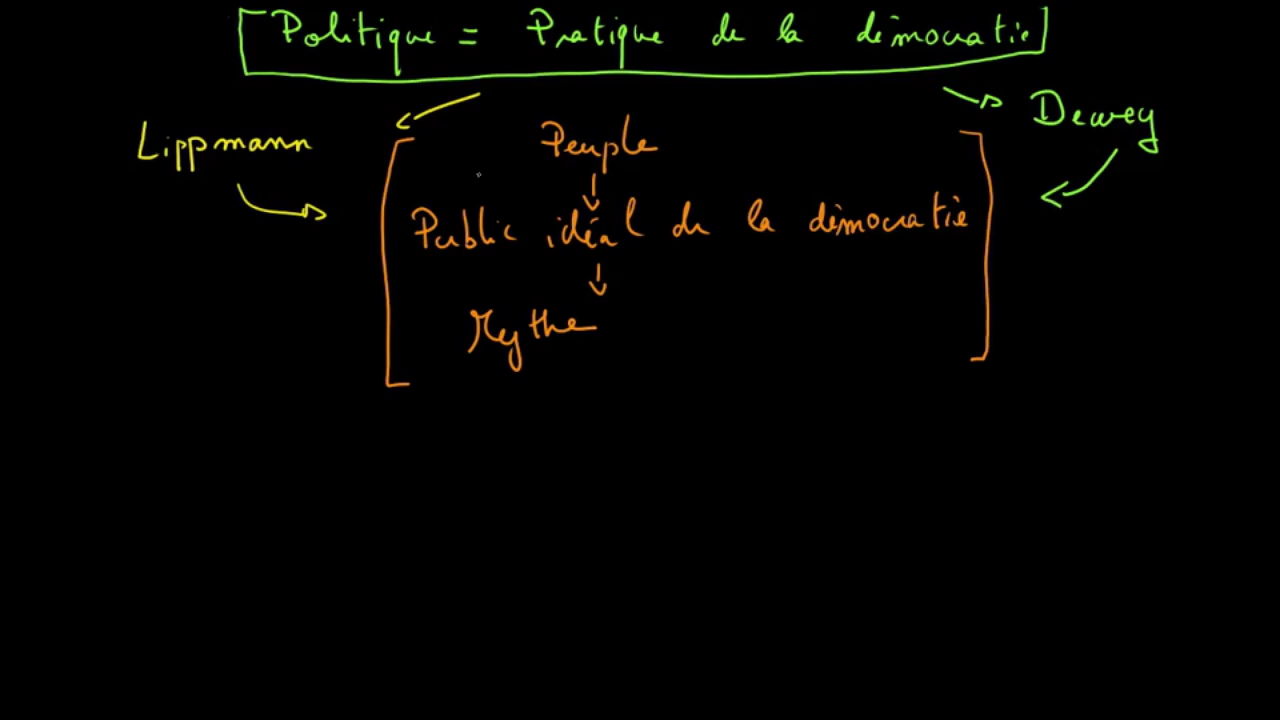 Politique = Pratique de la démocratie
Dewey
Lippmann
Peuple
Public idéal de la démocratie
Mythe